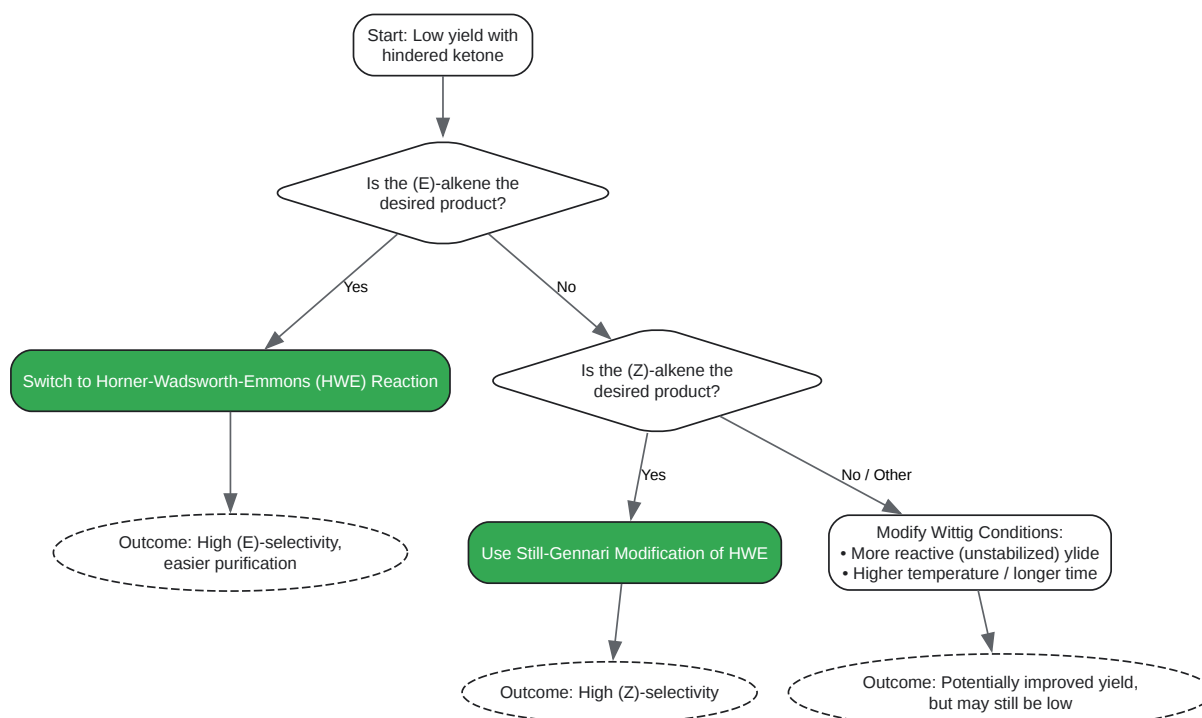 Start: Low yield with
hindered ketone
Is the (E)-alkene the
desired product?
Yes
No
Switch to Horner-Wadsworth-Emmons (HWE) Reaction
Is the (Z)-alkene the
desired product?
Yes
No / Other
Outcome: High (E)-selectivity,
easier purification
Use Still-Gennari Modification of HWE
Modify Wittig Conditions:
• More reactive (unstabilized) ylide
• Higher temperature / longer time
Outcome: High (Z)-selectivity
Outcome: Potentially improved yield,
but may still be low